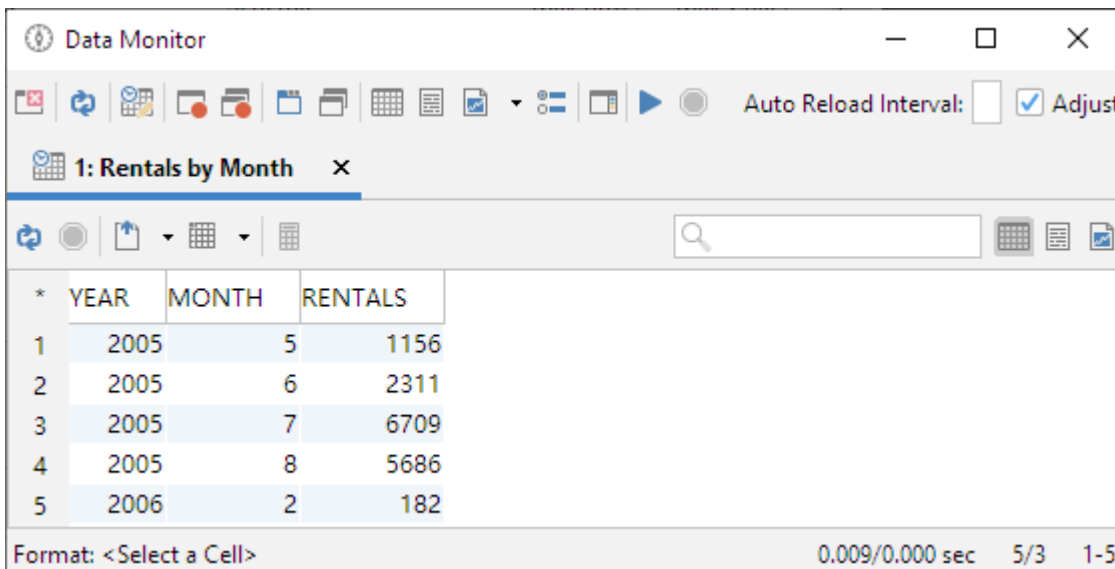 Data Monitor
Auto Reload Interval: Adjust
1: Rentals by Month
* YEAR MONTH RENTALS
1 2005 5 1156
2 2005 6 2311
3 2005 7 6709
4 2005 8 5686
5 2006 2 182
Format: <Select a Cell> 0.009/0.000 sec 5/3 1-5